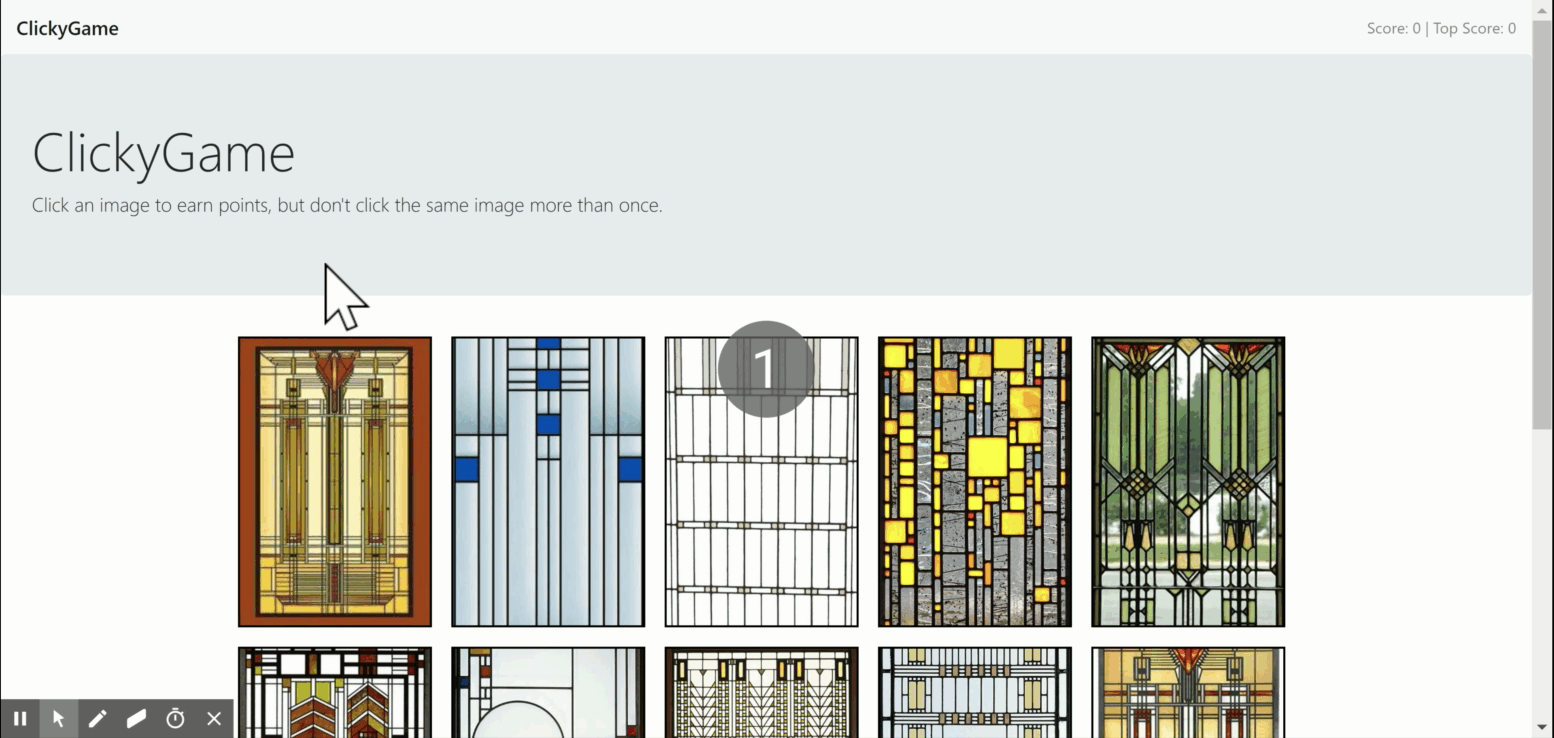 ClickyGame
Score: 0 | Top Score: 0
ClickyGame
Click an image to earn points, but don't click the same image more than once.
1